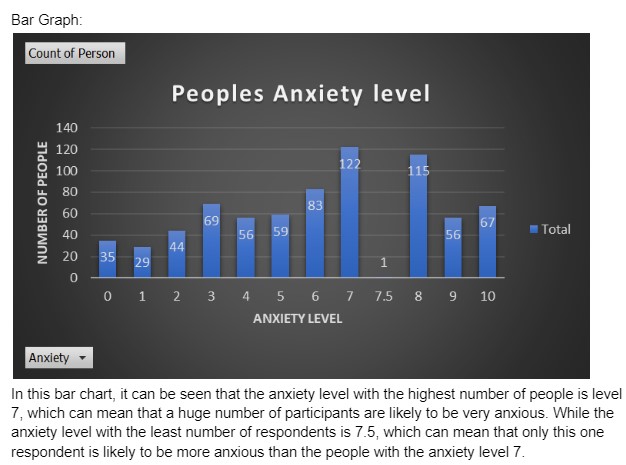 Bar Graph:
Count of Person
Peoples Anxiety level
NUMBER OF PEOPLE
140
120
100
80
60
40
20
0
35
29
44
69
56
59
83
122
1
115
56
67
0 1 2 3 4 5 6 7 7.5 8 9 10
ANXIETY LEVEL
Total
Anxiety
In this bar chart, it can be seen that the anxiety level with the highest number of people is level
7, which can mean that a huge number of participants are likely to be very anxious. While the
anxiety level with the least number of respondents is 7.5, which can mean that only this one
respondent is likely to be more anxious than the people with the anxiety level 7.